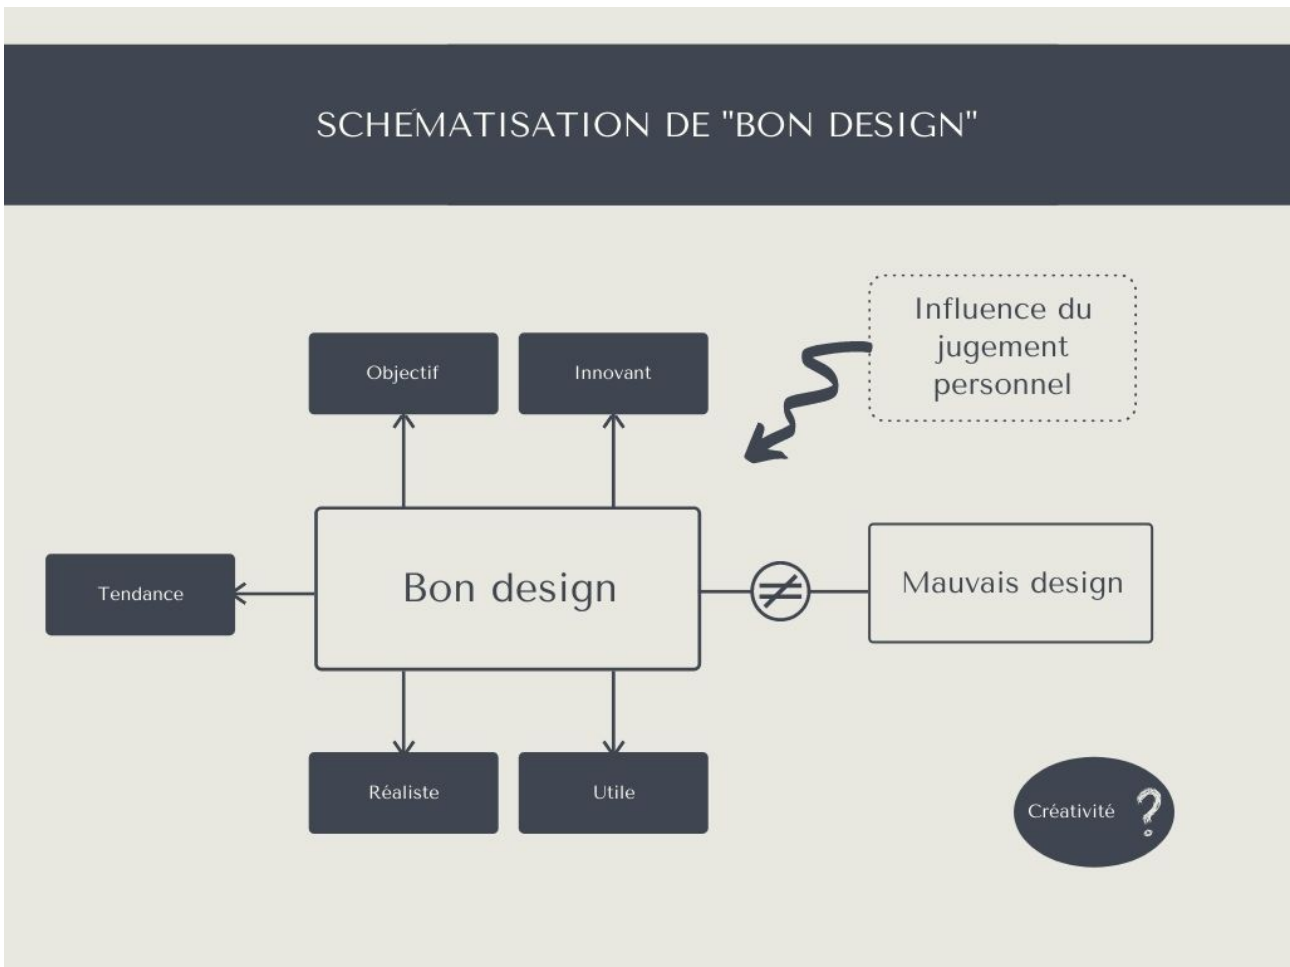 SCHÉMATISATION DE "BON DESIGN"
Influence du
jugement
personnel
Objectif
Innovant
Tendance
Bon design
≠
Mauvais design
Réaliste
Utile
Créativité ?